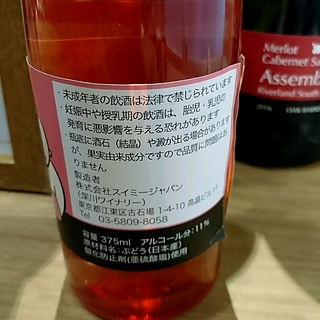 ・未成年者の飲酒は法律で禁じられています
・妊娠中や授乳期の飲酒は、胎児・乳児の
発育に悪影響を与える恐れがあります
・瓶底に酒石（結晶）や澱が出る場合があります
が、果実由来成分ですので品質に問題はあ
りません
製造者
株式会社スイミージャパン
（深川ワイナリー）
東京都江東区古石場 1-4-10 高畠ビル1F
Tel 03-5809-8058
容量 375ml アルコール分：11%
原材料名：ぶどう（日本産）
酸化防止剤（亜硫酸塩）使用
Merlot
Cabernet
Assemb
Riverland South